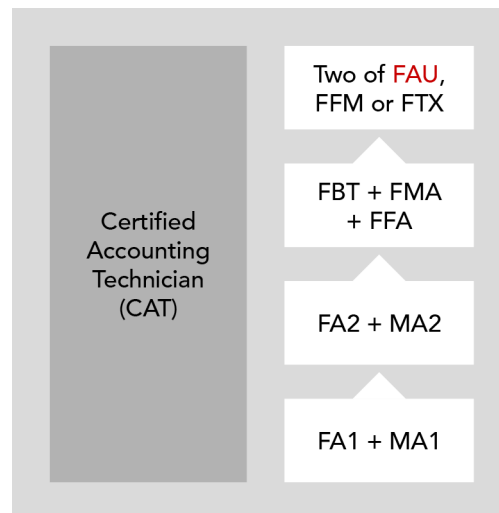 Certified
Accounting
Technician
(CAT)
Two of FAU,
FFM or FTX
FBT + FMA
+ FFA
FA2 + MA2
FA1 + MA1